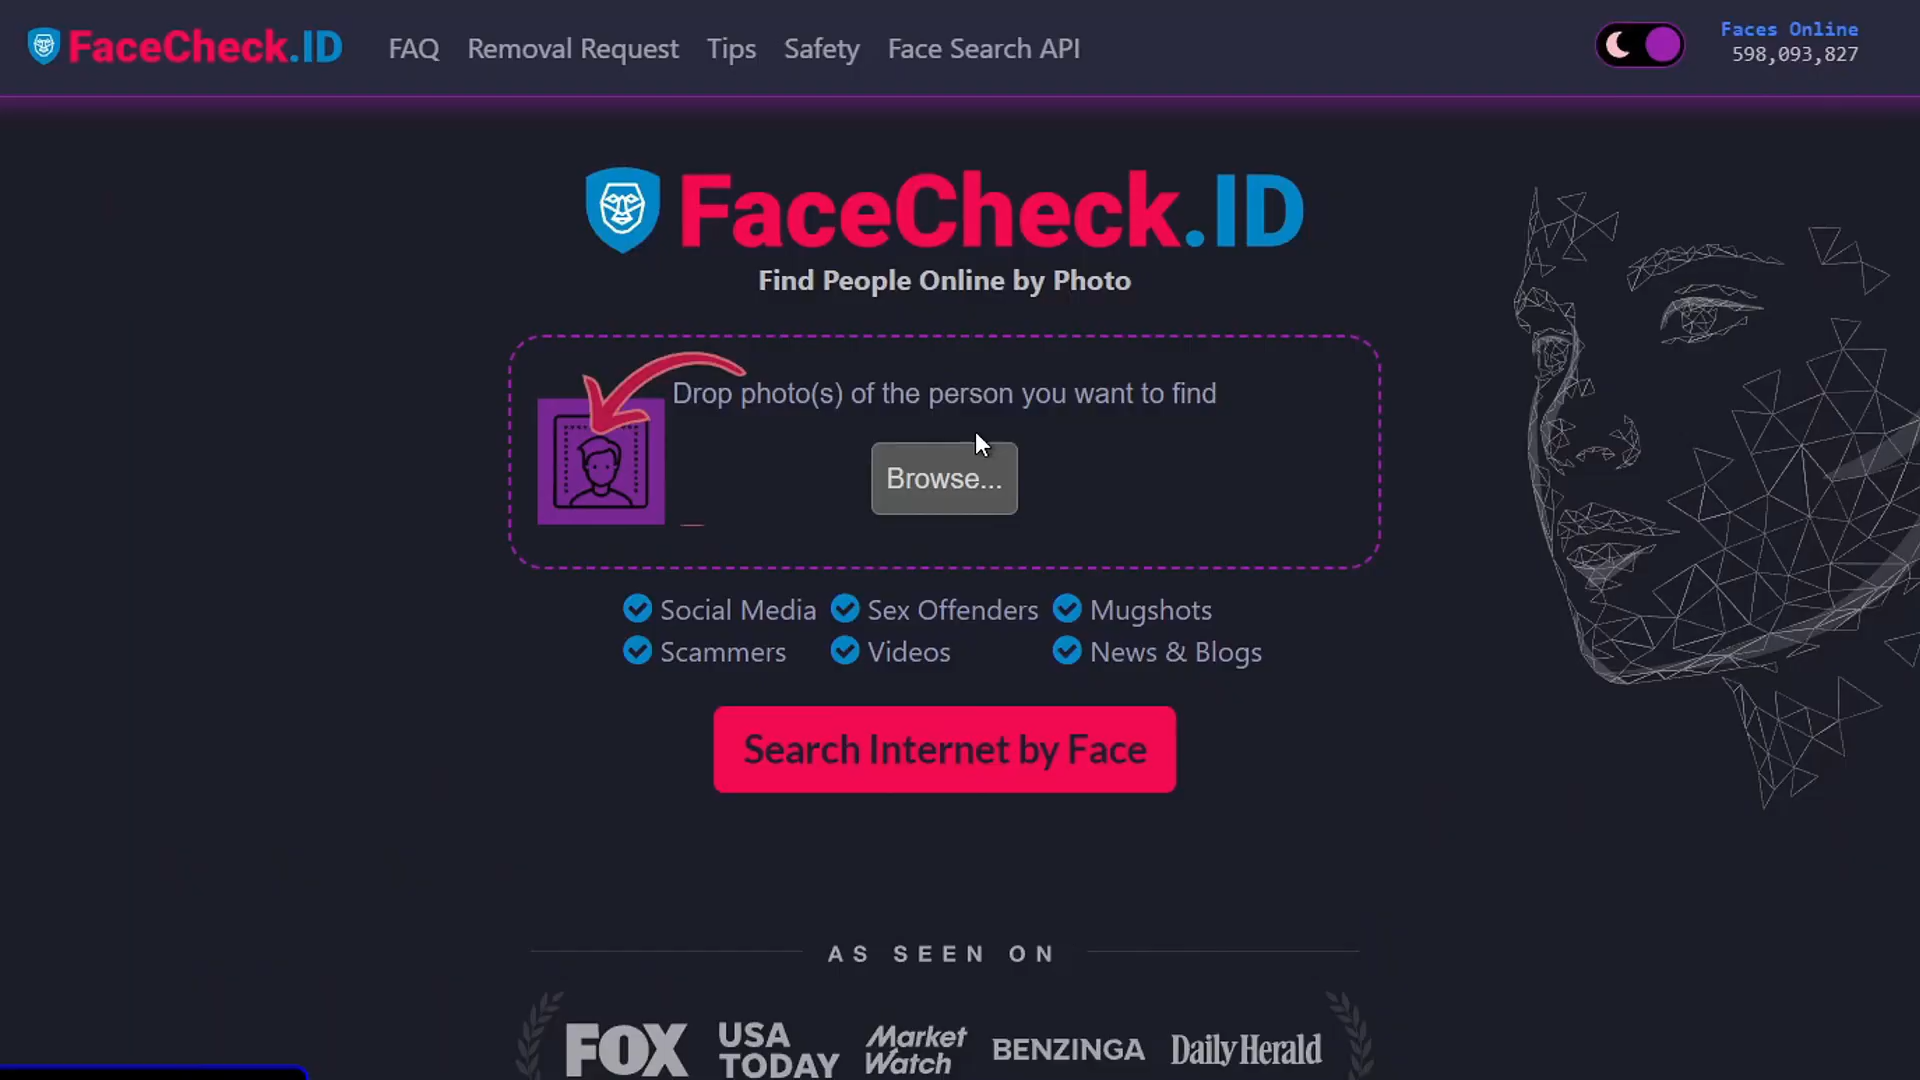 FaceCheck.ID FAQ Removal Request Tips Safety Face Search API
Faces Online
598,093,827
FaceCheck.ID
Find People Online by Photo
Drop photo(s) of the person you want to find
Browse...
Social Media Sex Offenders Mugshots
Scammers Videos News & Blogs
Search Internet by Face
AS SEEN ON
FOX USA TODAY Market Watch BENZINGA Daily Herald